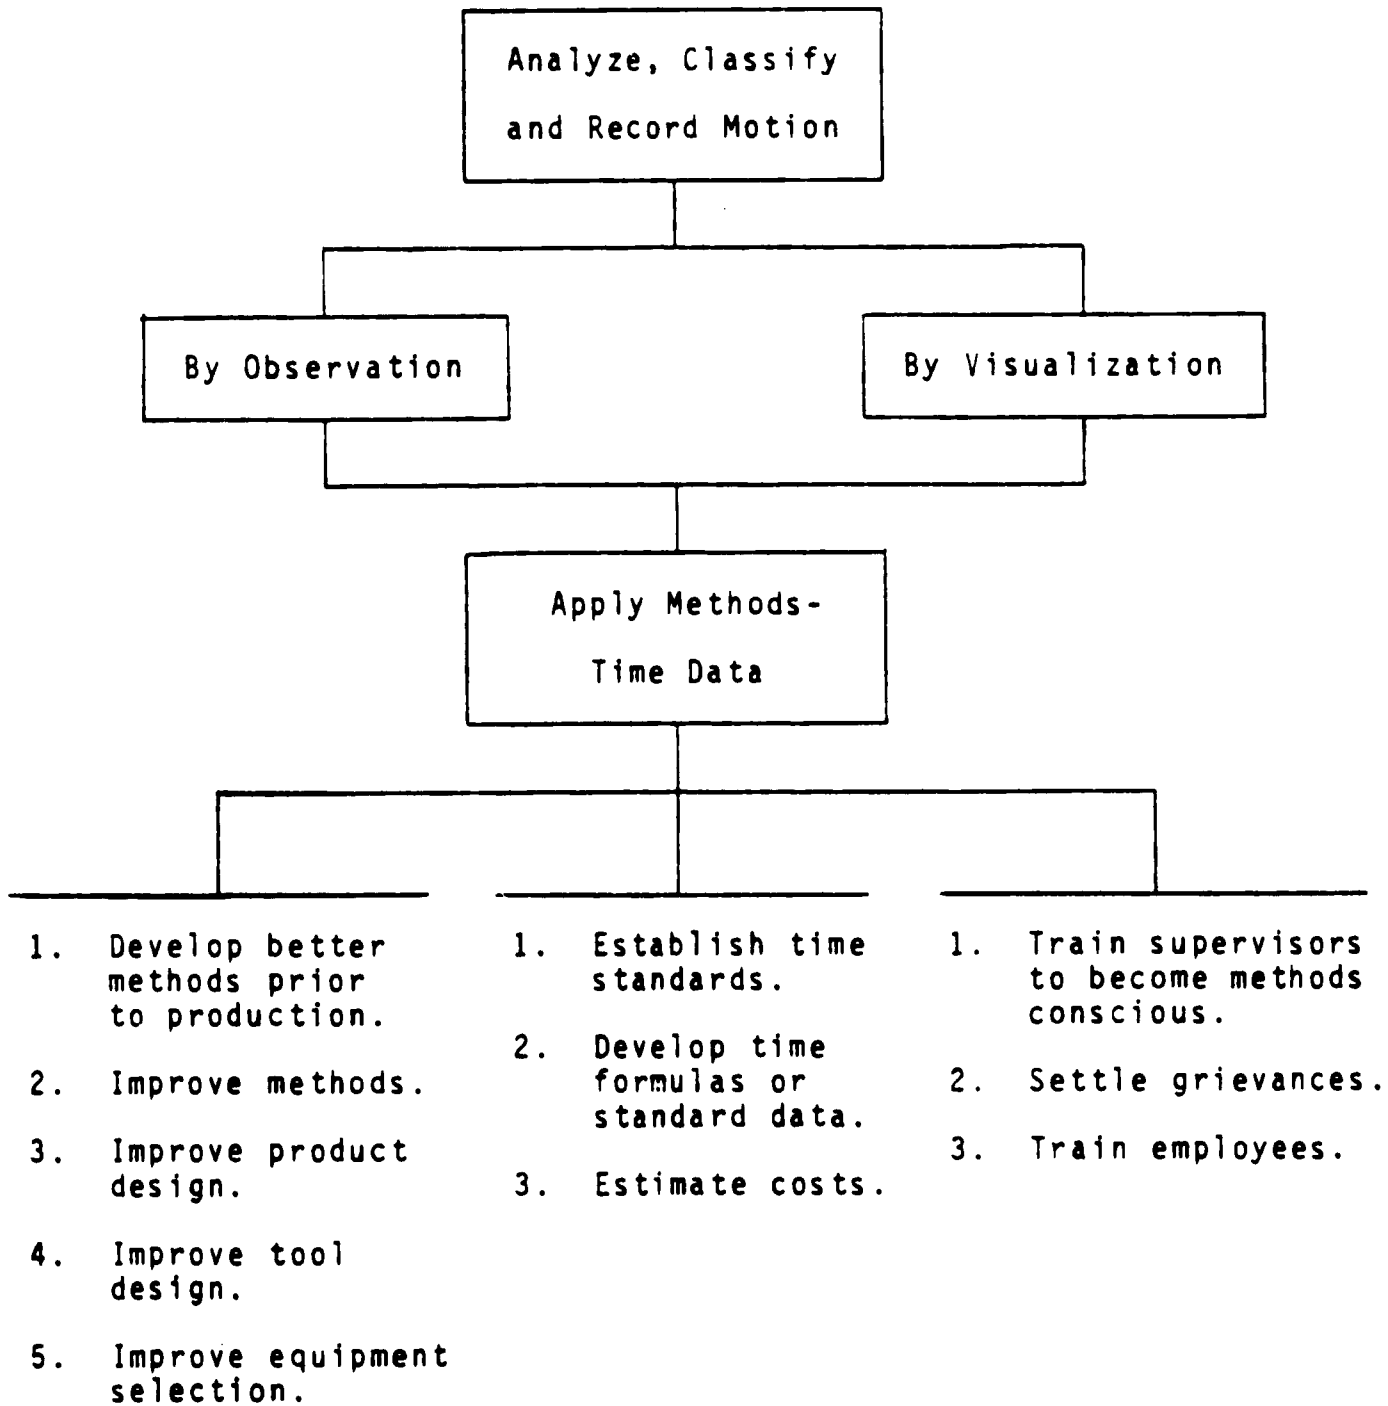 Analyze, Classify
and Record Motion
By Observation
By Visualization
Apply Methods-
Time Data
1. Develop better
methods prior
to production.
2. Improve methods.
3. Improve product
design.
4. Improve tool
design.
5. Improve equipment
selection.
1. Establish time
standards.
2. Develop time
formulas or
standard data.
3. Estimate costs.
1. Train supervisors
to become methods
conscious.
2. Settle grievances.
3. Train employees.